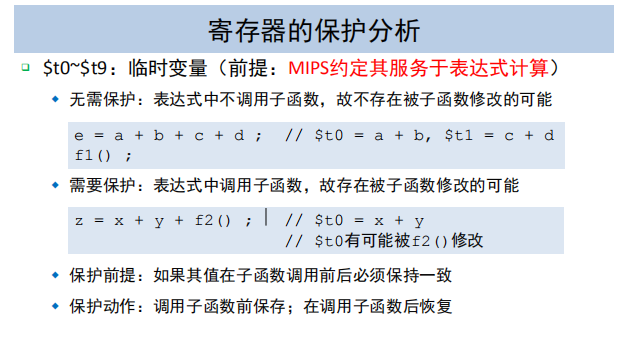 寄存器的保护分析
$t0~$t9：临时变量（前提：MIPS约定其服务于表达式计算）
无需保护：表达式中不调用子函数，故不存在被子函数修改的可能
e = a + b + c + d ;  // $t0 = a + b, $t1 = c + d
f1() ;
需要保护：表达式中调用子函数，故存在被子函数修改的可能
z = x + y + f2() ;  // $t0 = x + y
// $t0有可能被f2()修改
保护前提：如果其值在子函数调用前后必须保持一致
保护动作：调用子函数前保存；在调用子函数后恢复